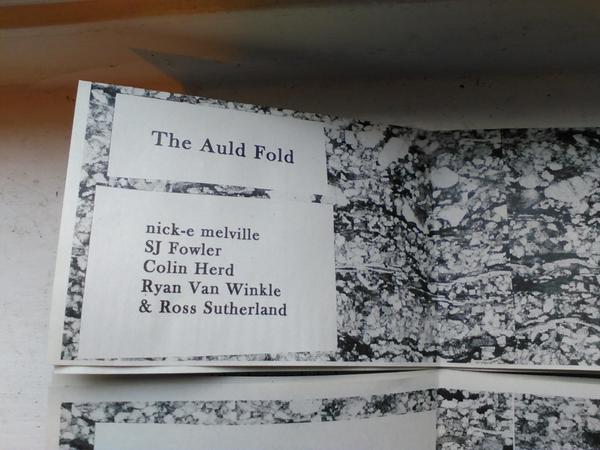 The Auld Fold
nick-e melville
SJ Fowler
Colin Herd
Ryan Van Winkle
& Ross Sutherland